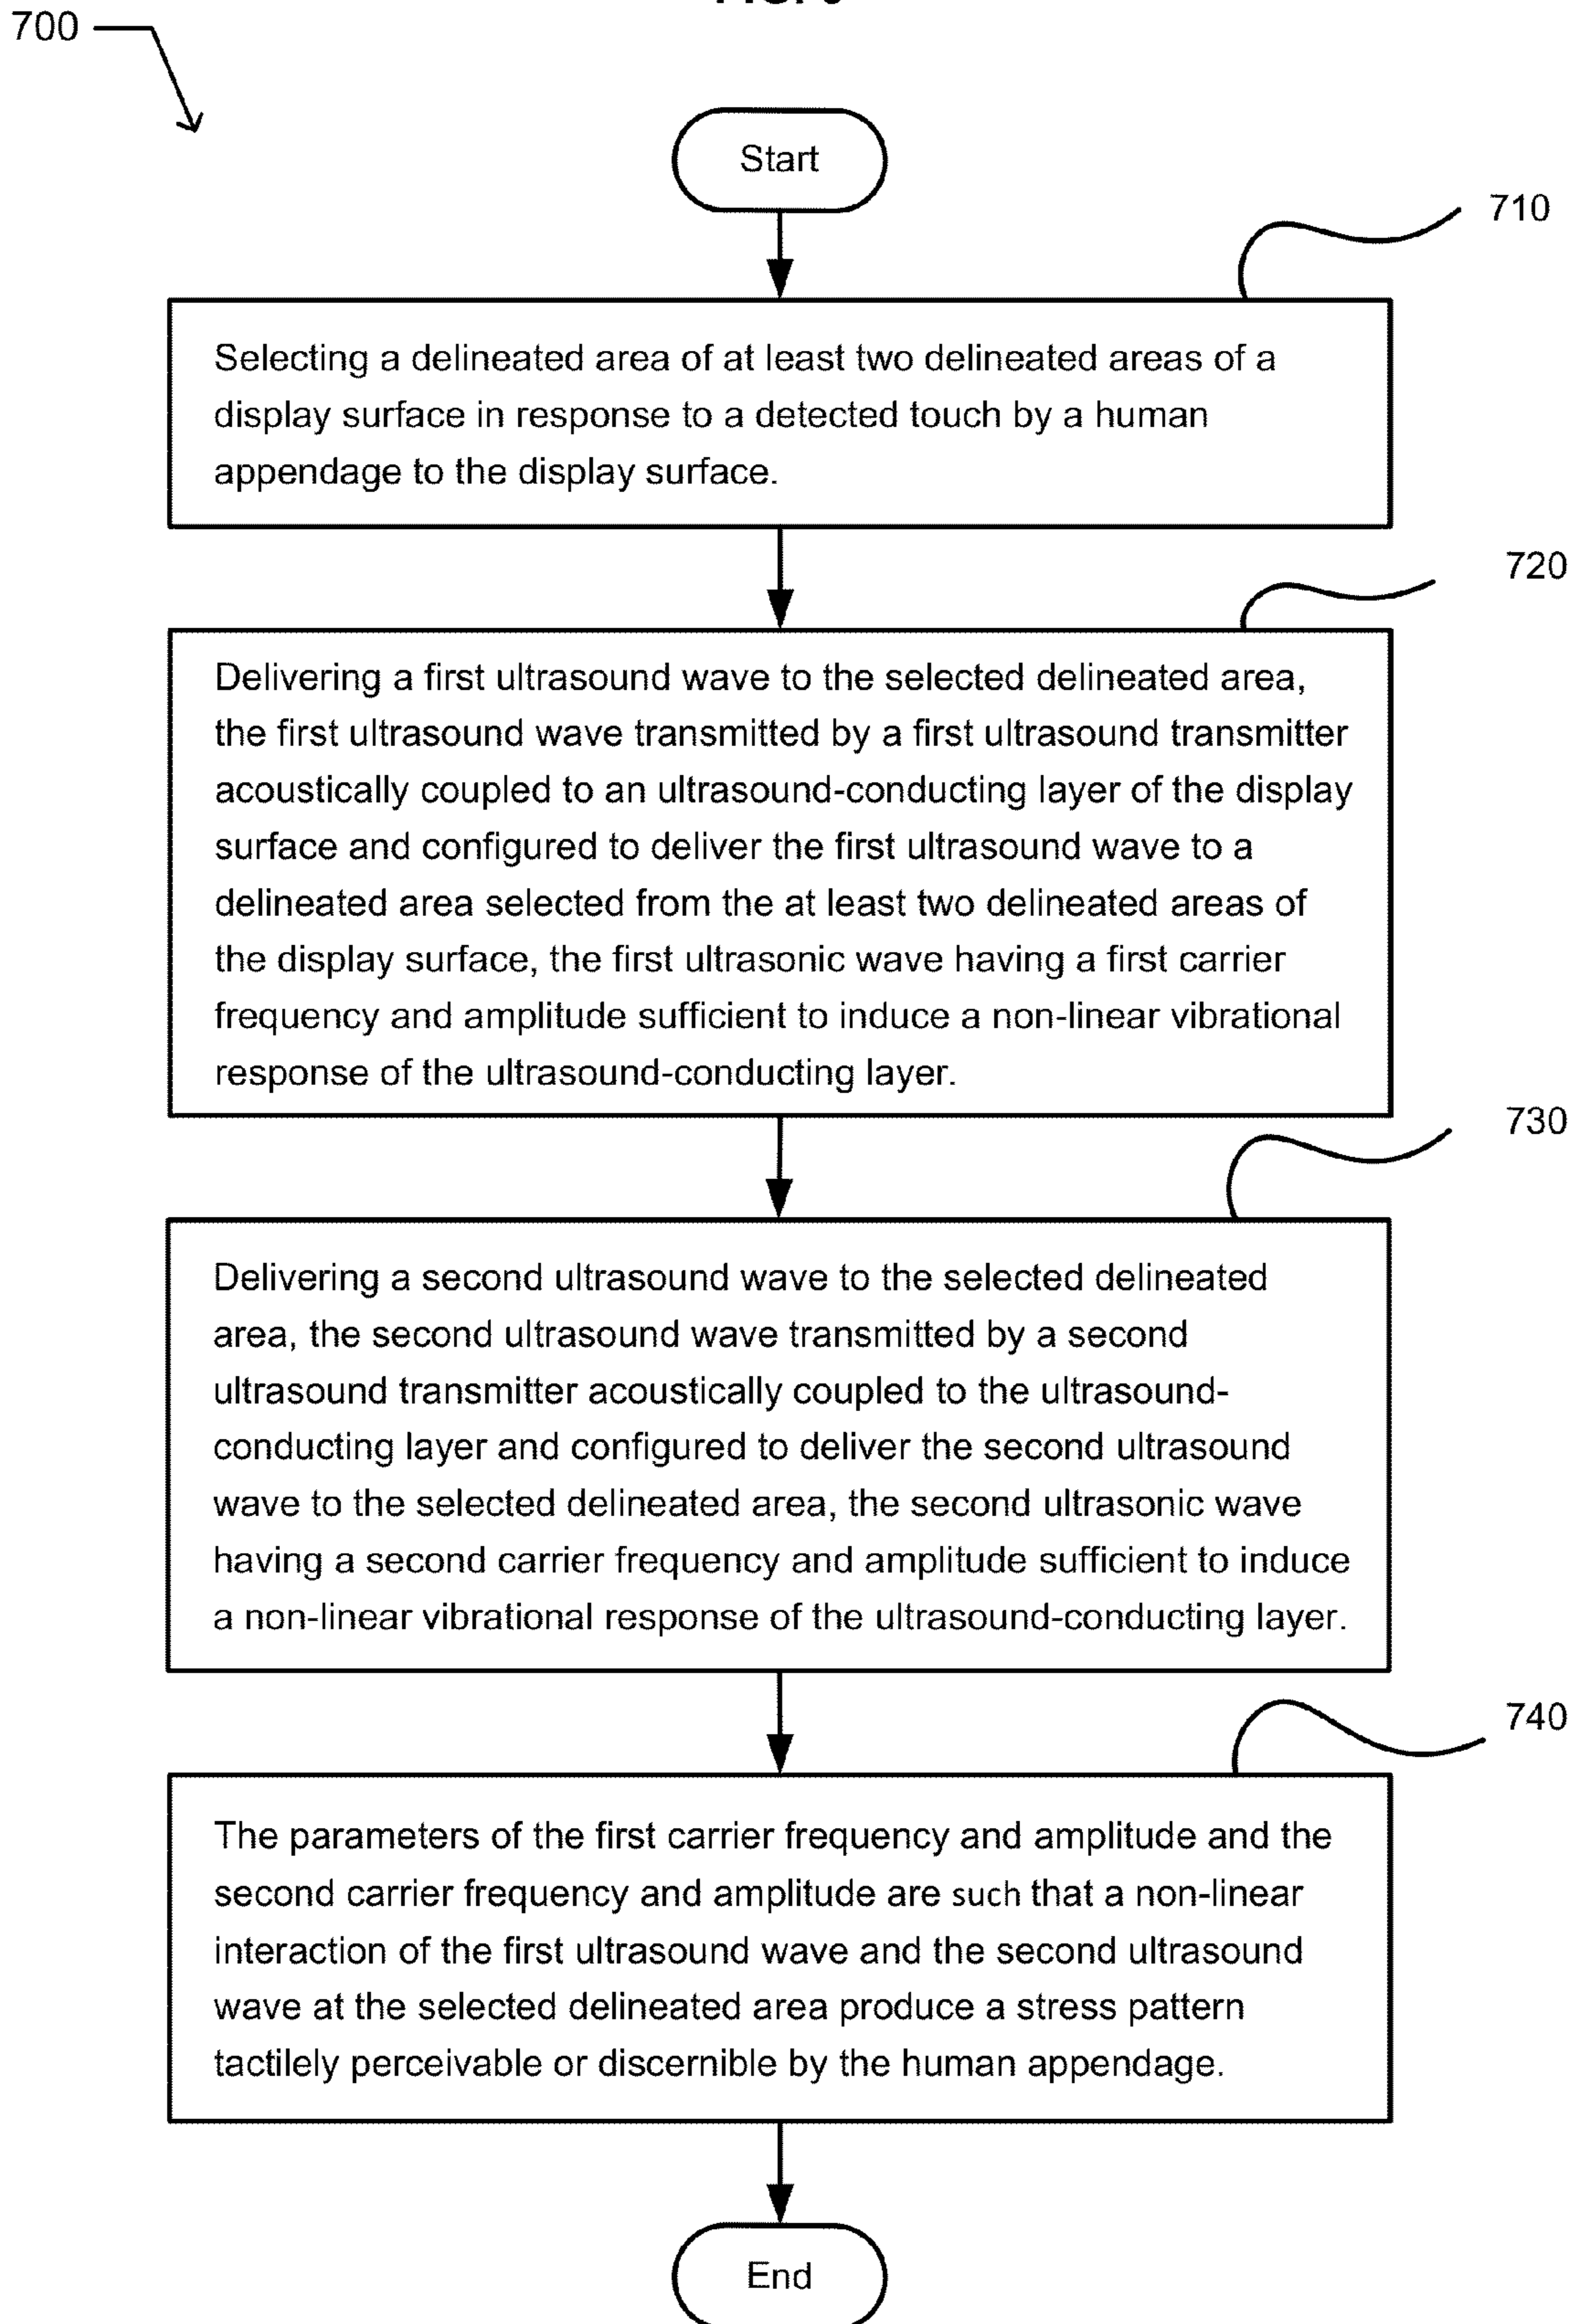 700
Start
710
Selecting a delineated area of at least two delineated areas of a
display surface in response to a detected touch by a human
appendage to the display surface.
720
Delivering a first ultrasound wave to the selected delineated area,
the first ultrasound wave transmitted by a first ultrasound transmitter
acoustically coupled to an ultrasound-conducting layer of the display
surface and configured to deliver the first ultrasound wave to a
delineated area selected from the at least two delineated areas of
the display surface, the first ultrasonic wave having a first carrier
frequency and amplitude sufficient to induce a non-linear vibrational
response of the ultrasound-conducting layer.
730
Delivering a second ultrasound wave to the selected delineated
area, the second ultrasound wave transmitted by a second
ultrasound transmitter acoustically coupled to the ultrasound-
conducting layer and configured to deliver the second ultrasound
wave to the selected delineated area, the second ultrasonic wave
having a second carrier frequency and amplitude sufficient to induce
a non-linear vibrational response of the ultrasound-conducting layer.
740
The parameters of the first carrier frequency and amplitude and the
second carrier frequency and amplitude are such that a non-linear
interaction of the first ultrasound wave and the second ultrasound
wave at the selected delineated area produce a stress pattern
tactilely perceivable or discernible by the human appendage.
End